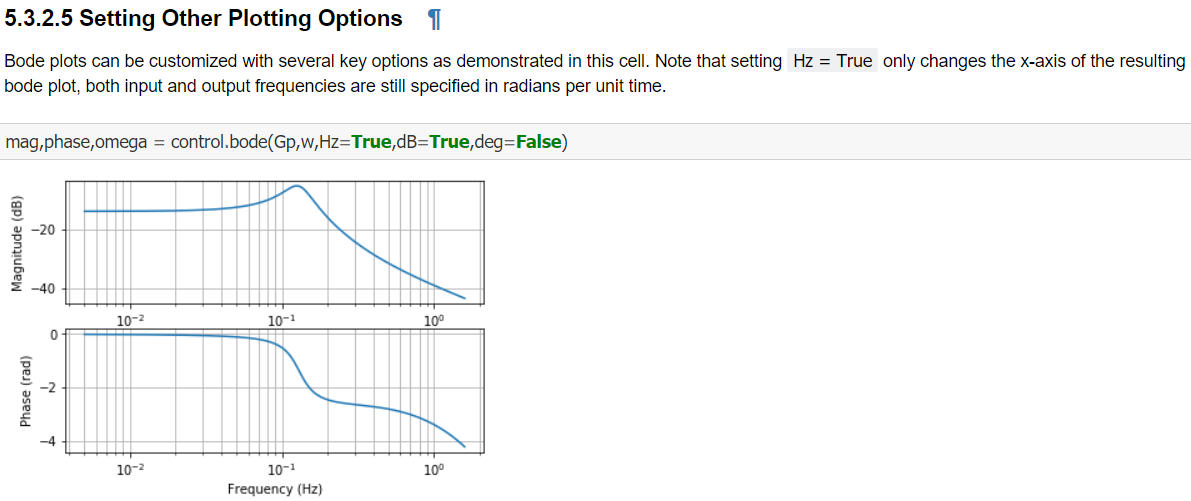 5.3.2.5 Setting Other Plotting Options ¶
Bode plots can be customized with several key options as demonstrated in this cell. Note that setting Hz = True only changes the x-axis of the resulting
bode plot, both input and output frequencies are still specified in radians per unit time.
mag,phase,omega = control.bode(Gp,w,Hz=True,dB=True,deg=False)
Magnitude (dB)
−20
−40
10⁻² 10⁻¹ 10⁰
Phase (rad)
0
−2
−4
10⁻² 10⁻¹ 10⁰
Frequency (Hz)